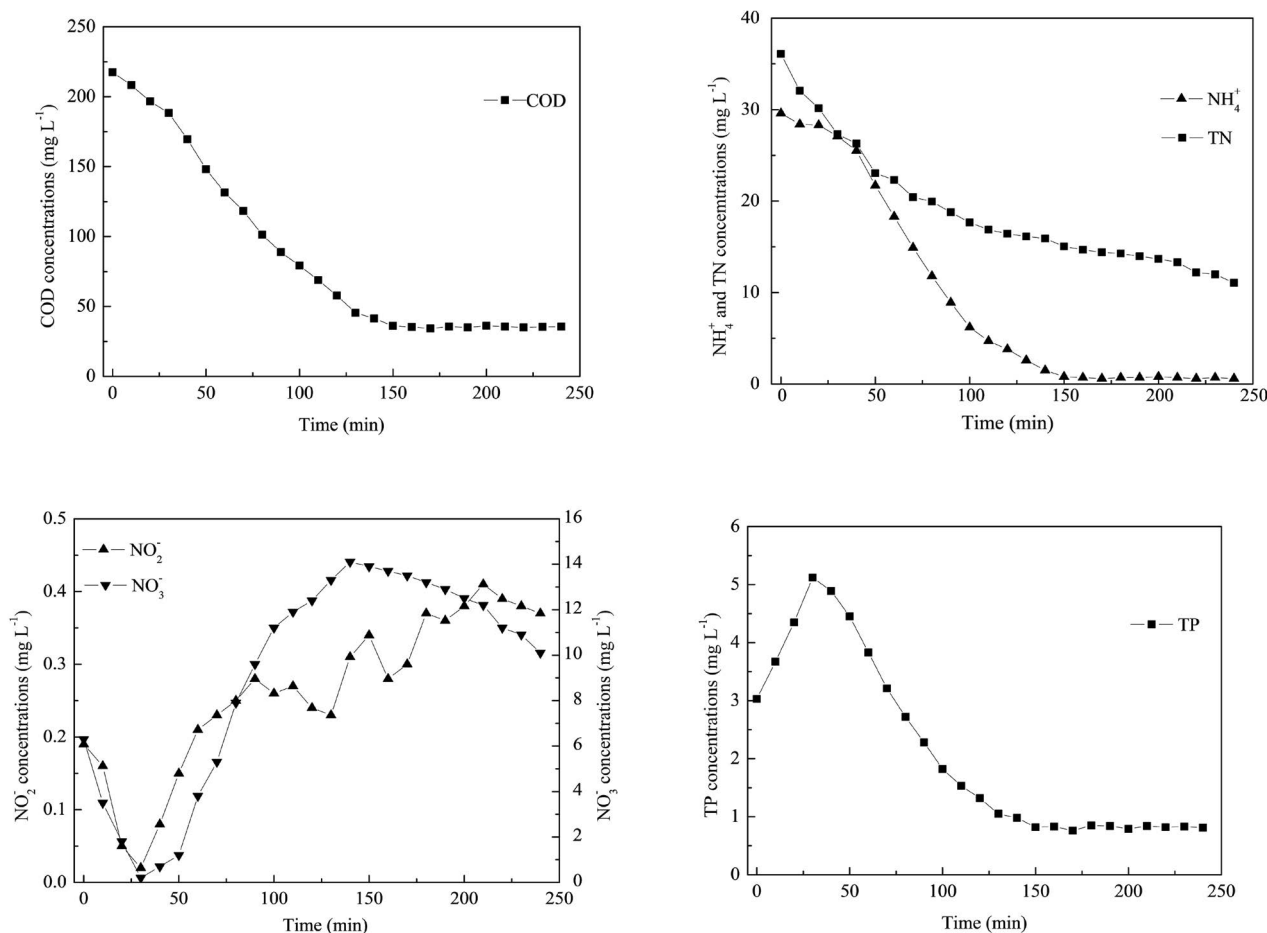 COD concentrations (mg L⁻¹)
250
200
150
100
50
0
COD
0 50 100 150 200 250
Time (min)
NH₄⁺ and TN concemtrations (mg L⁻¹)
40
30
20
10
0
NH₄⁺
TN
0 50 100 150 200 250
Time (min)
NO₂⁻ concentrations (mg L⁻¹)
0.5
0.4
0.3
0.2
0.1
0.0
NO₂⁻
NO₃⁻
16
14
12
10
8
6
4
2
0
NO₃⁻ concentrations (mg L⁻¹)
0 50 100 150 200 250
Time (min)
TP concentrations (mg L⁻¹)
6
5
4
3
2
1
0
TP
0 50 100 150 200 250
Time (min)